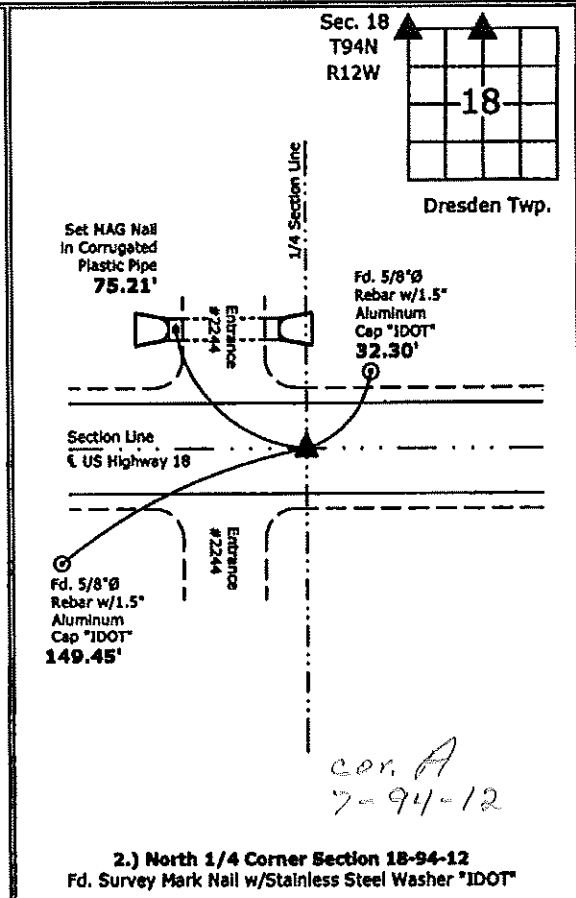 Sec. 18
T94N
R12W
18
Dresden Twp.
1/4 Section Line
Set MAG Nail
in Corrugated
Plastic Pipe
75.21'
Entrance
#2244
Fd. 5/8"Ø
Rebar w/1.5"
Aluminum
Cap "IDOT"
32.30'
Section Line
℄ US Highway 18
Entrance
#2244
Fd. 5/8"Ø
Rebar w/1.5"
Aluminum
Cap "IDOT"
149.45'
cor. A
7-94-12
2.) North 1/4 Corner Section 18-94-12
Fd. Survey Mark Nail w/Stainless Steel Washer "IDOT"